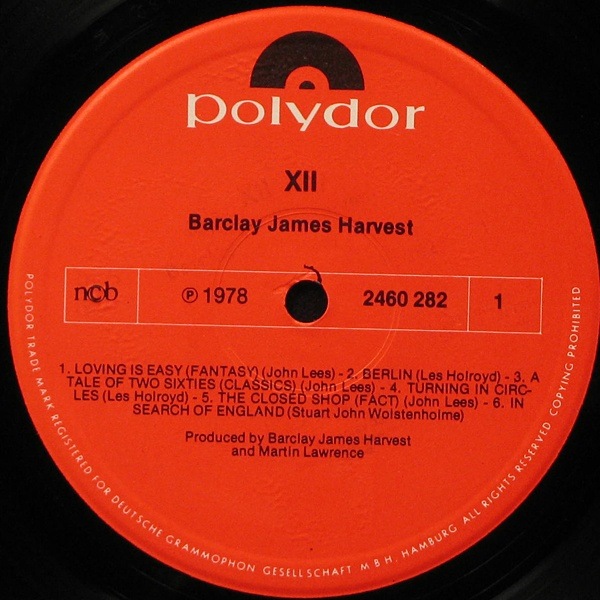 polydor
XII
Barclay James Harvest
ncb ℗ 1978 2460 282 1
1. LOVING IS EASY (FANTASY) (John Lees) - 2. BERLIN (Les Holroyd) - 3. A
TALE OF TWO SIXTIES (CLASSICS) (John Lees) - 4. TURNING IN CIRC-
LES (Les Holroyd) - 5. THE CLOSED SHOP (FACT) (John Lees) - 6. IN
SEARCH OF ENGLAND (Stuart John Wolstenholme)
Produced by Barclay James Harvest
and Martin Lawrence
POLYDOR TRADE MARK REGISTERED FOR DEUTSCHE GRAMMOPHON GESELLSCHAFT M B H, HAMBURG ALL RIGHTS RESERVED COPYING PROHIBITED